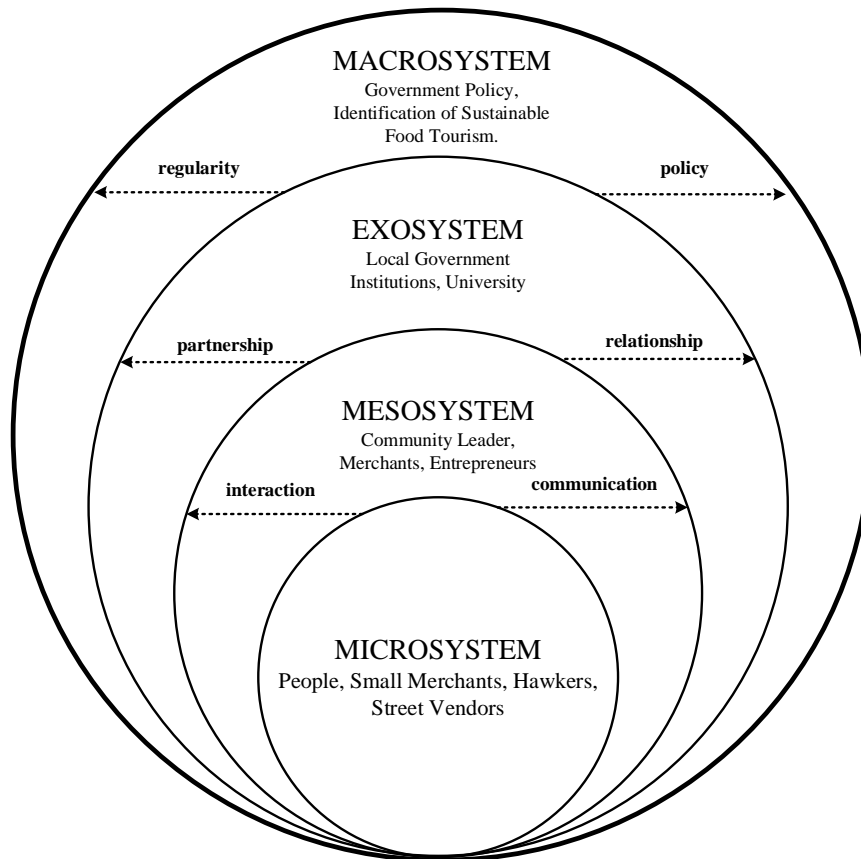 MACROSYSTEM
Government Policy,
Identification of Sustainable
Food Tourism.
regularity
policy
EXOSYSTEM
Local Government
Institutions, University
partnership
relationship
MESOSYSTEM
Community Leader,
Merchants, Entrepreneurs
interaction
communication
MICROSYSTEM
People, Small Merchants, Hawkers,
Street Vendors